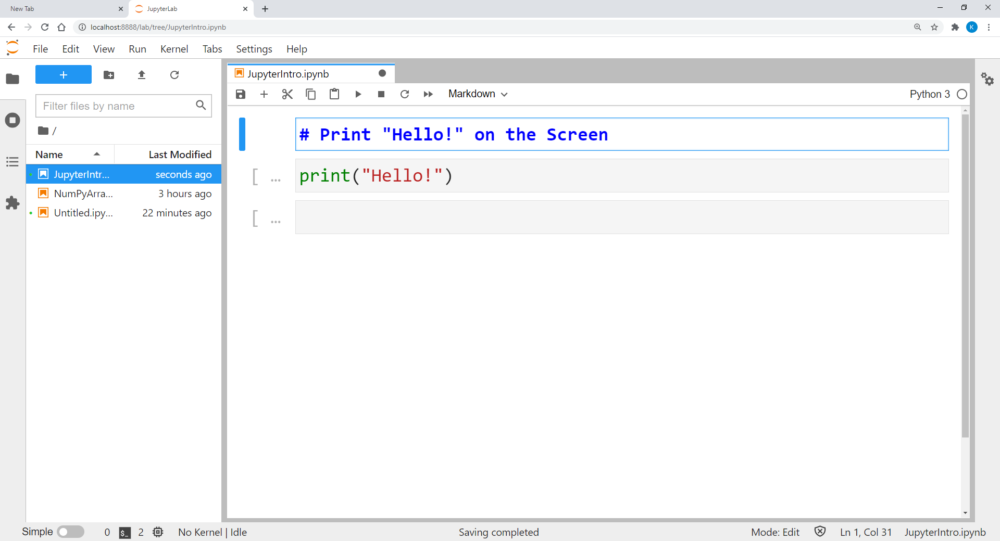 New Tab
JupyterLab
localhost:8888/lab/tree/JupyterIntro.ipynb
K
File Edit View Run Kernel Tabs Settings Help
JupyterIntro.ipynb
Filter files by name
/
Name Last Modified
JupyterIntr... seconds ago
NumPyArra... 3 hours ago
Untitled.ipy... 22 minutes ago
Markdown
Python 3
# Print "Hello!" on the Screen
[ ...
print("Hello!")
[ ...
Simple 0 $_ 2 No Kernel | Idle Saving completed Mode: Edit Ln 1, Col 31 JupyterIntro.ipynb